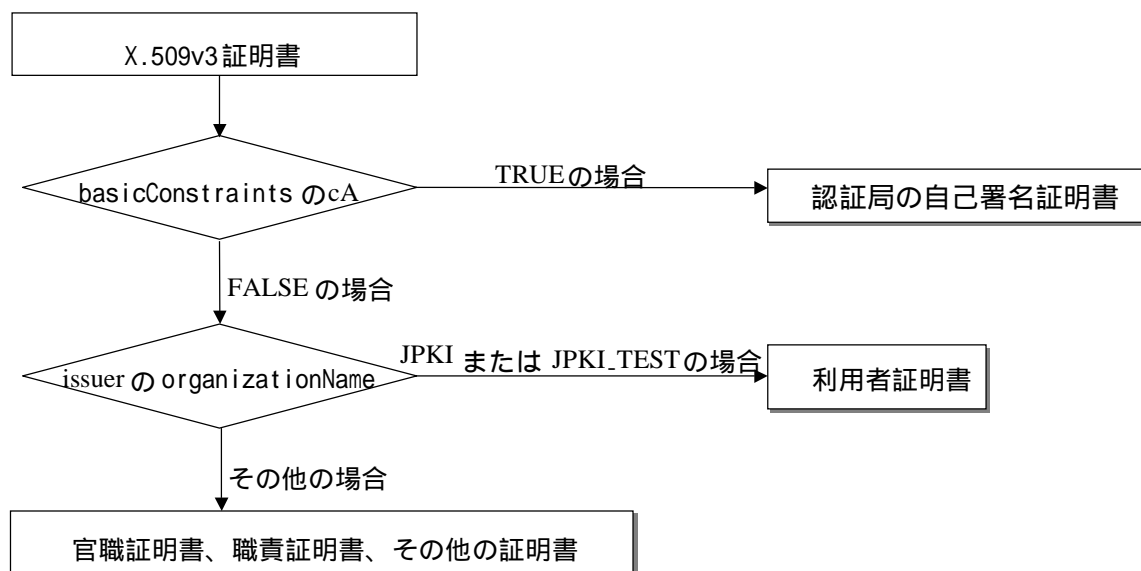 X.509v3証明書
basicConstraints のcA
TRUEの場合
認証局の自己署名証明書
FALSE の場合
issuer の organizationName
JPKI または JPKI_TESTの場合
利用者証明書
その他の場合
官職証明書、職責証明書、その他の証明書